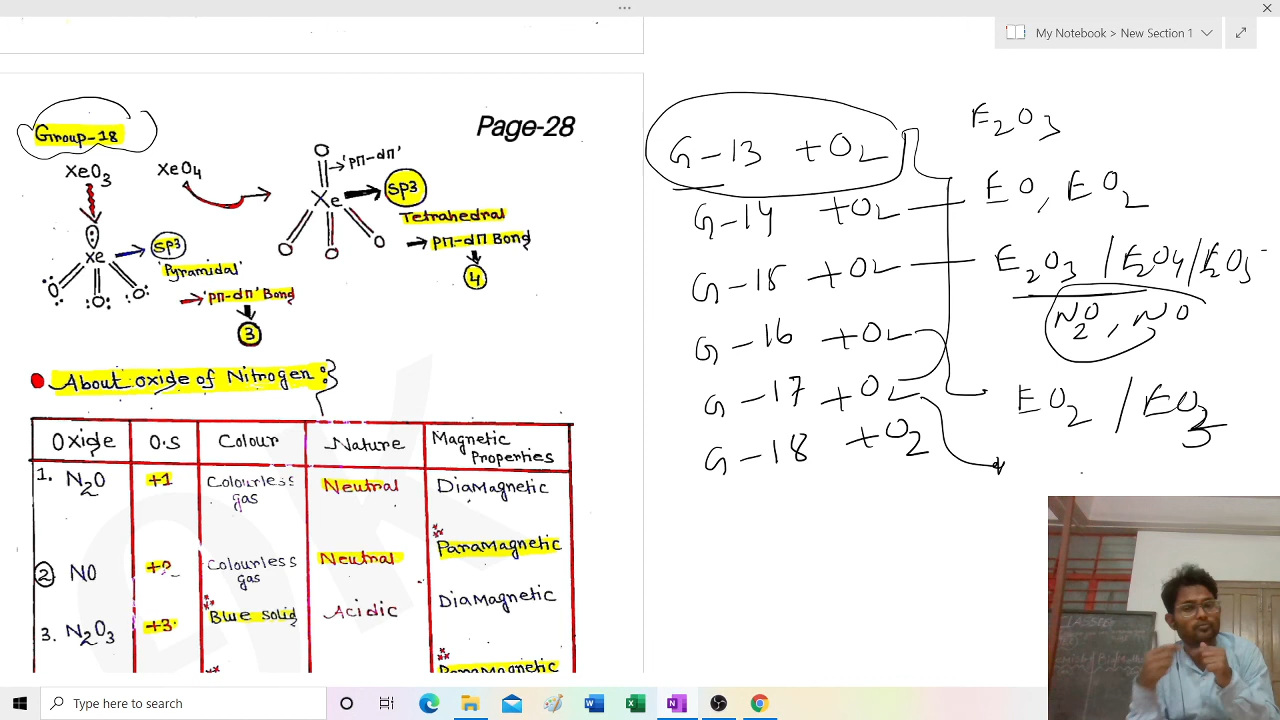 My Notebook > New Section 1
Group-18
Page-28
XeO3
XeO4
O
'pπ-dπ'
Xe
sp3
O O O
Tetrahedral
pπ-dπ Bond
4
Xe
sp3
O O O
'Pyramidal'
'pπ-dπ' Bond
3
About oxide of Nitrogen :
Oxide O.S Colour Nature Magnetic Properties
1. N2O +1 Colourless gas Neutral DiaMagnetic
2 NO +2 Colourless gas Neutral ** ParaMagnetic
3. N2O3 +3 ** Blue solid Acidic DiaMagnetic
** ParaMagnetic
E2O3
G-13 + O2
G-14 + O2 EO, EO2
G-15 + O2 E2O3 / E2O4 / E2O5
N2O, NO
G-16 + O2
G-17 + O2 EO2 / EO3
G-18 + O2
CLASSES
Type here to search